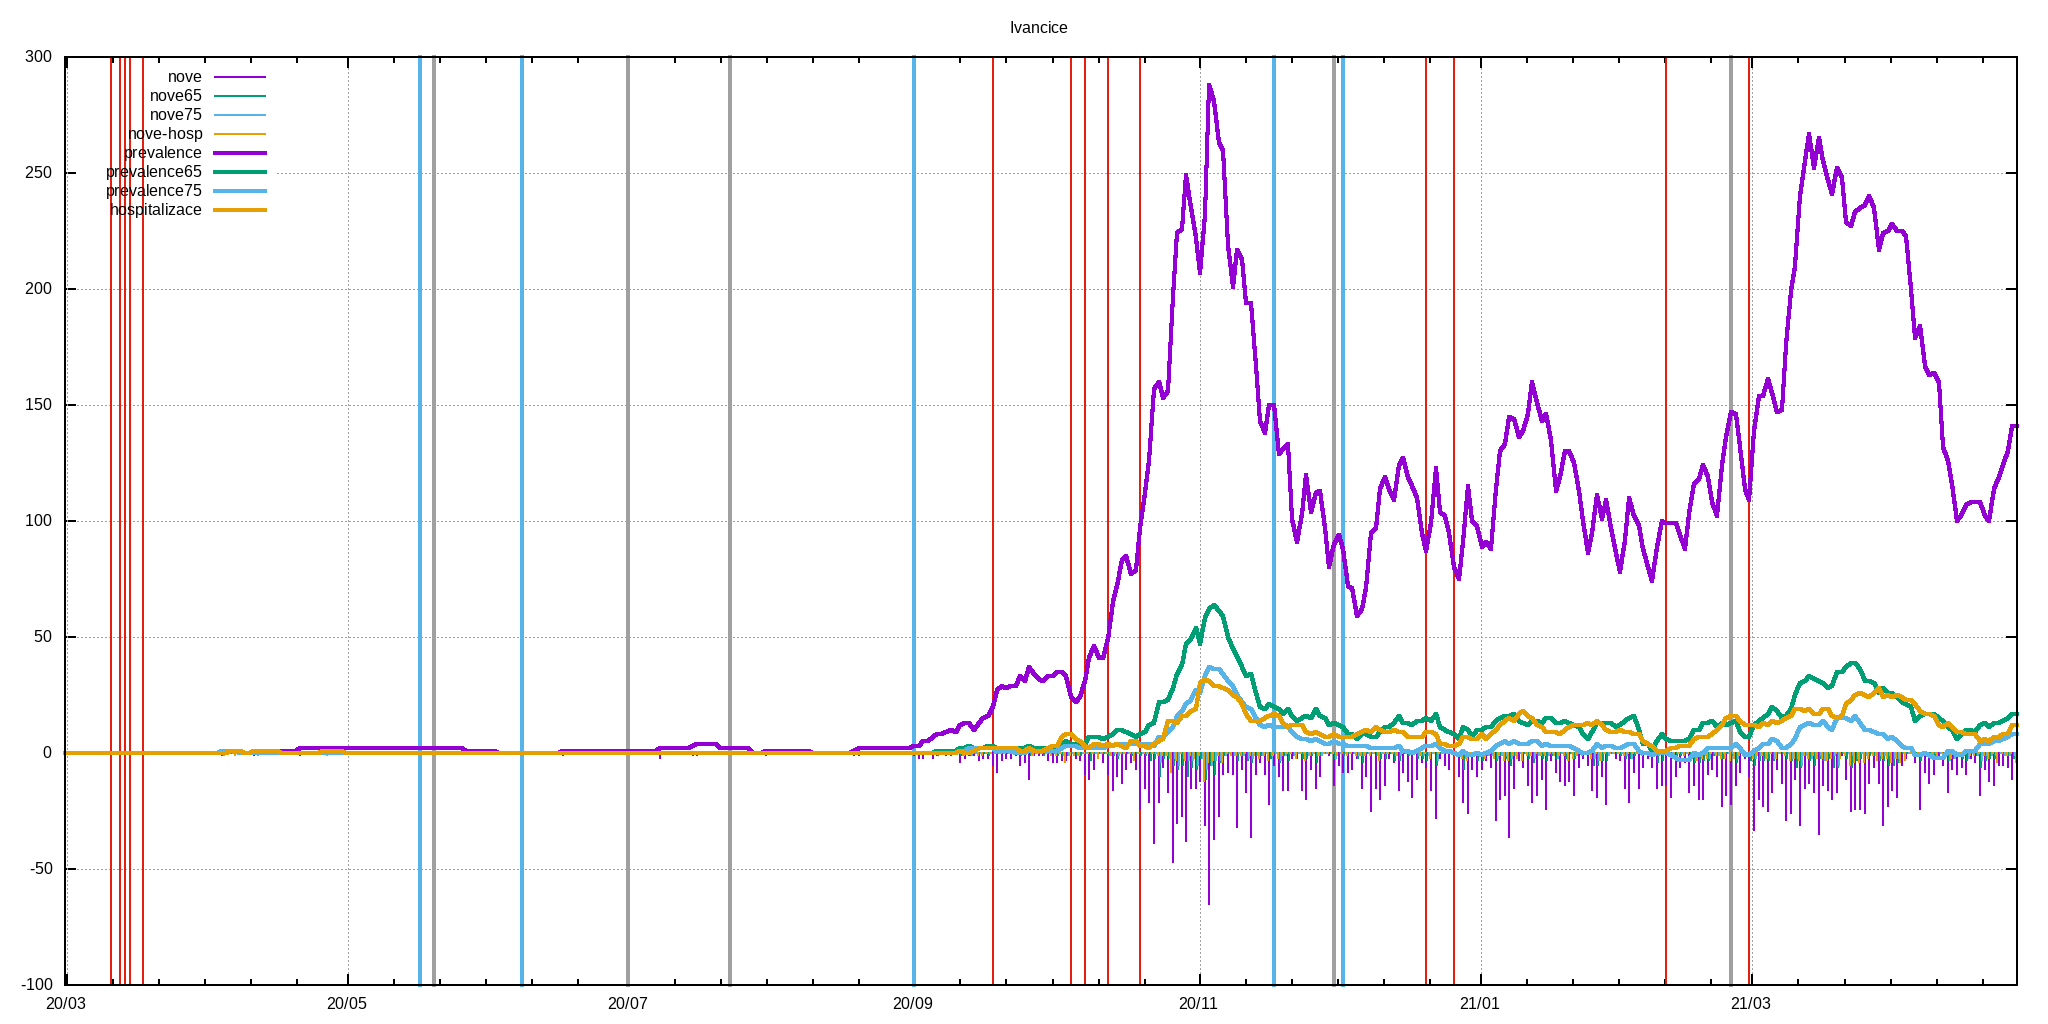 Ivancice
300
250
200
150
100
50
0
-50
-100
nove
nove65
nove75
nove-hosp
prevalence
prevalence65
prevalence75
hospitalizace
20/03 20/05 20/07 20/09 20/11 21/01 21/03